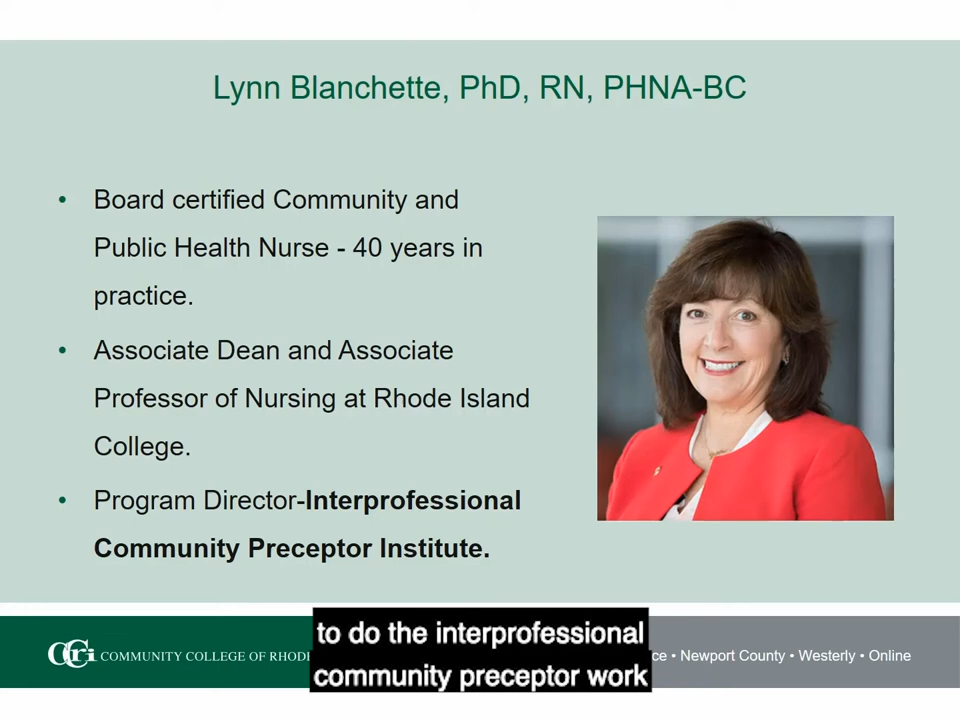 Lynn Blanchette, PhD, RN, PHNA-BC
• Board certified Community and
Public Health Nurse - 40 years in
practice.
• Associate Dean and Associate
Professor of Nursing at Rhode Island
College.
• Program Director-Interprofessional
Community Preceptor Institute.
to do the interprofessional
community preceptor work
CCri COMMUNITY COLLEGE OF RHODE
• Newport County • Westerly • Online